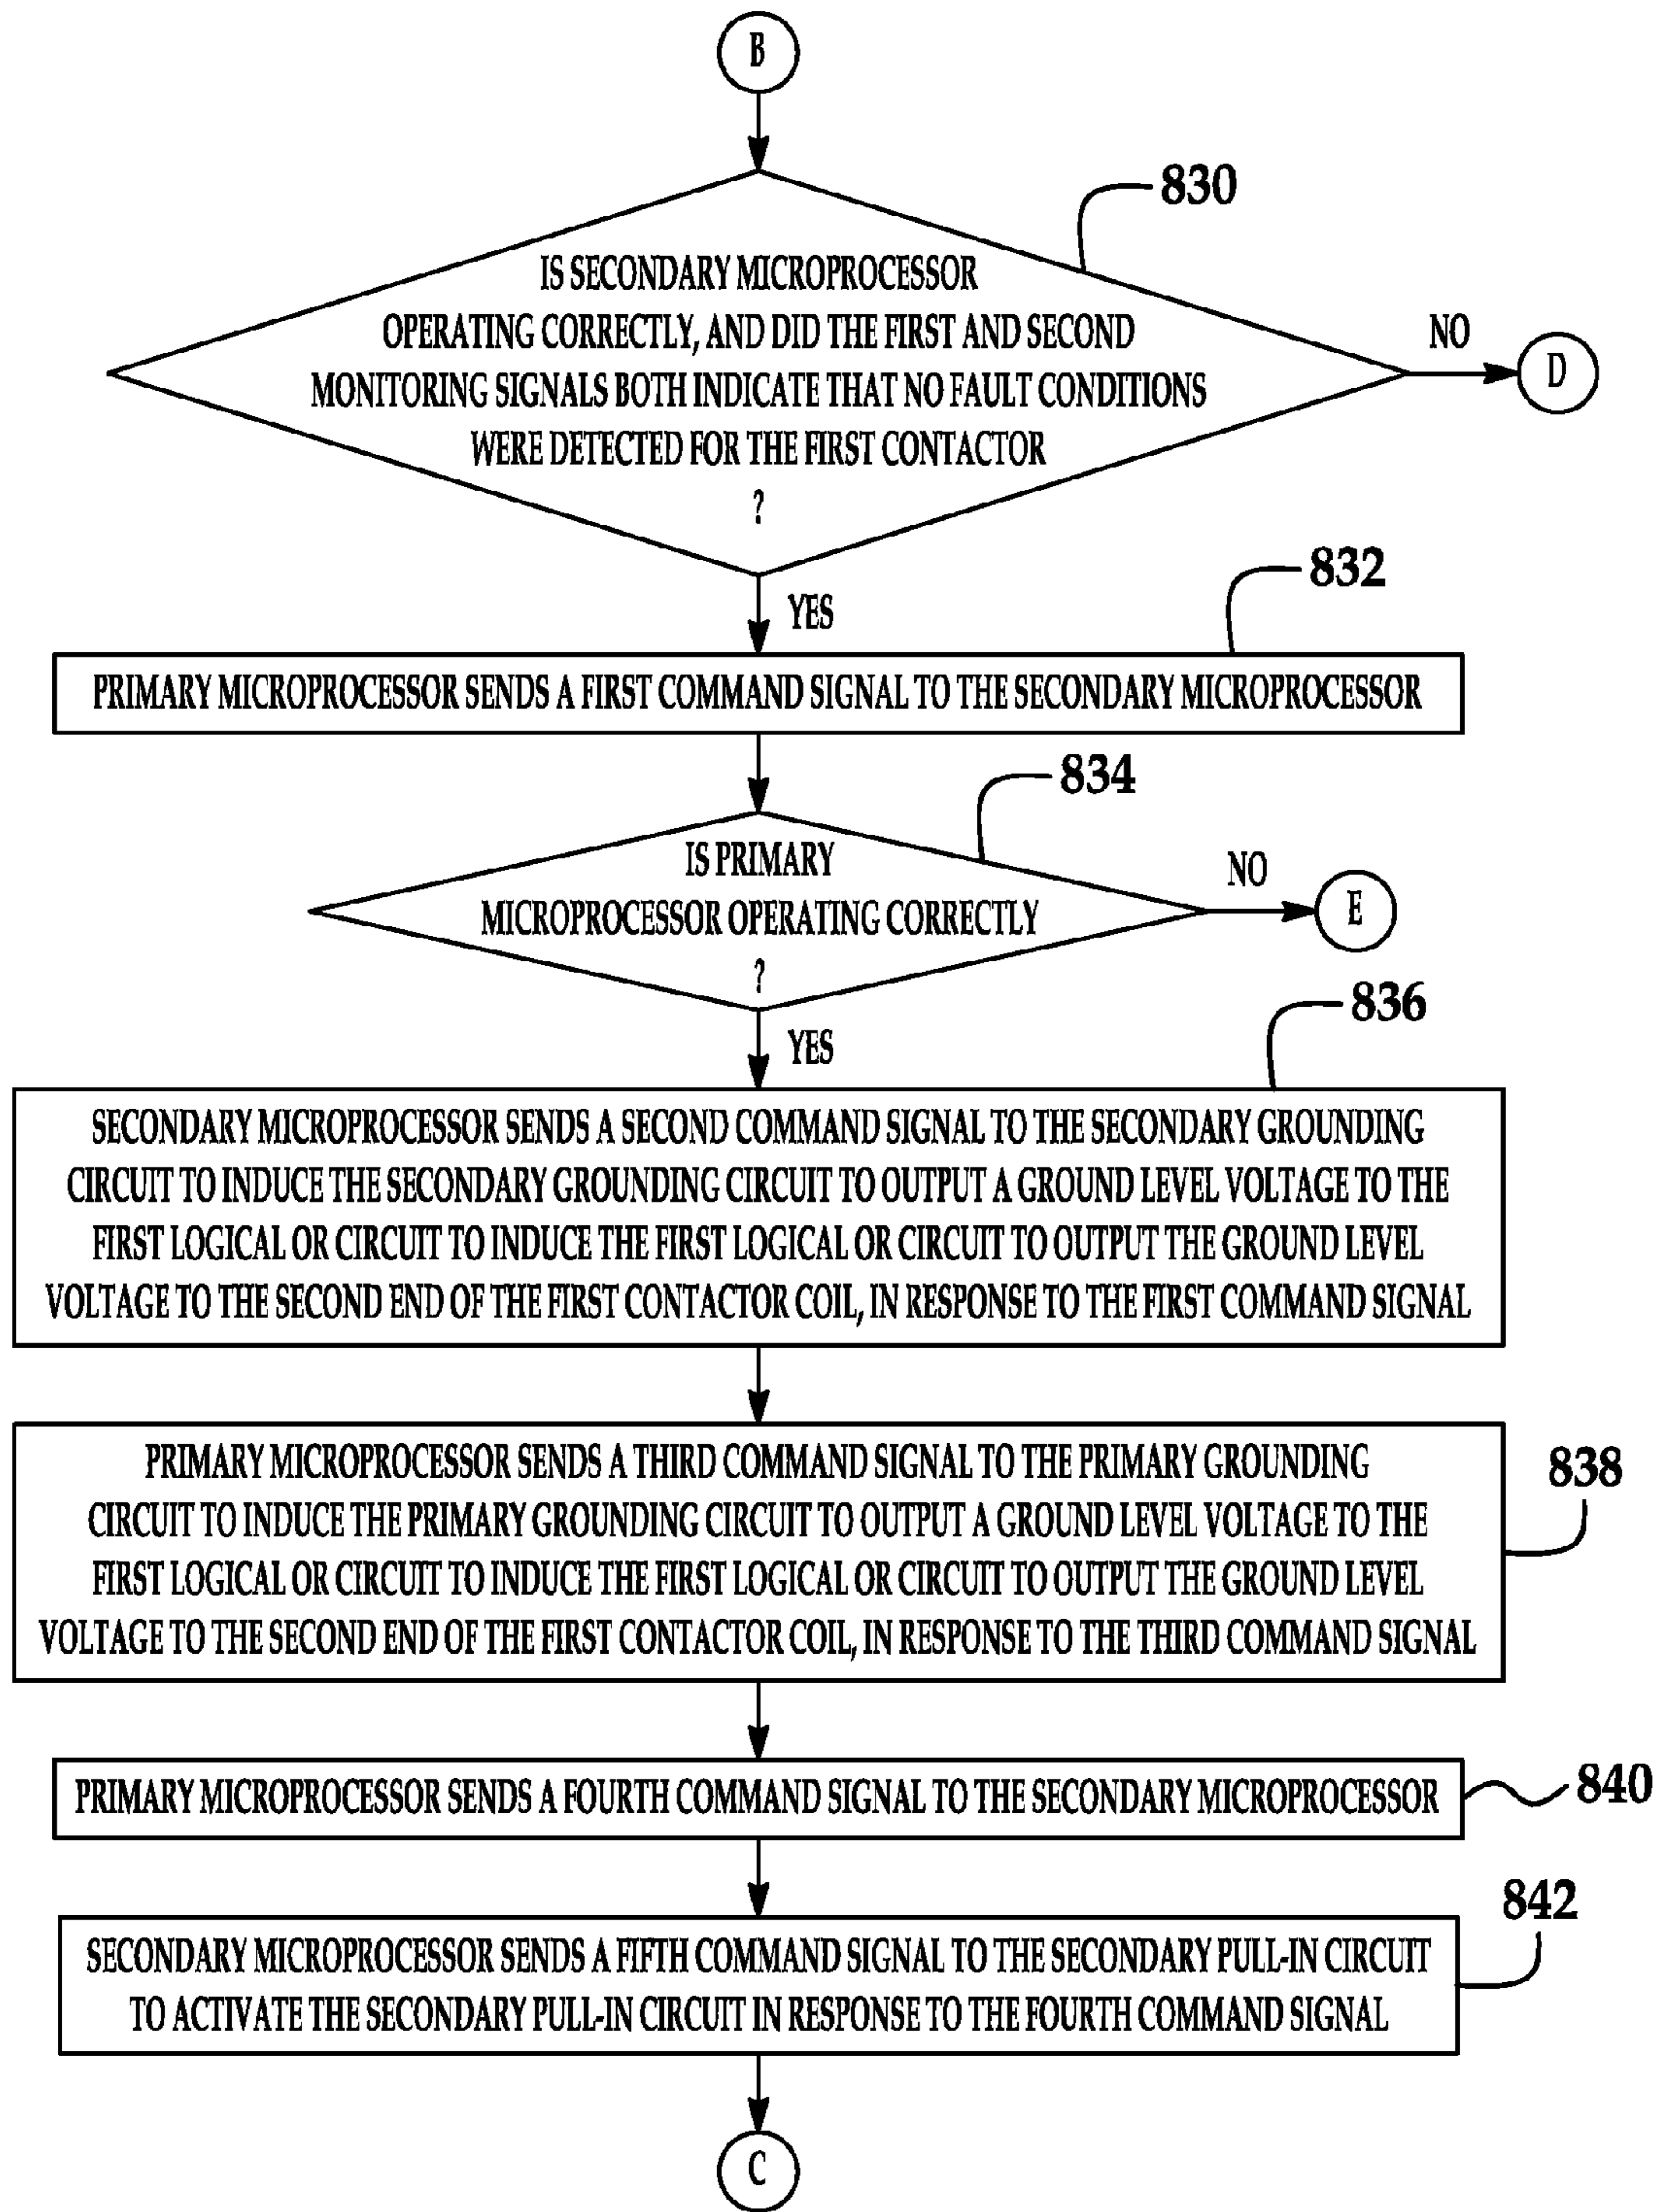 B
830
IS SECONDARY MICROPROCESSOR
OPERATING CORRECTLY, AND DID THE FIRST AND SECOND
MONITORING SIGNALS BOTH INDICATE THAT NO FAULT CONDITIONS
WERE DETECTED FOR THE FIRST CONTACTOR
?
NO
D
YES
832
PRIMARY MICROPROCESSOR SENDS A FIRST COMMAND SIGNAL TO THE SECONDARY MICROPROCESSOR
834
IS PRIMARY
MICROPROCESSOR OPERATING CORRECTLY
?
NO
E
YES
836
SECONDARY MICROPROCESSOR SENDS A SECOND COMMAND SIGNAL TO THE SECONDARY GROUNDING
CIRCUIT TO INDUCE THE SECONDARY GROUNDING CIRCUIT TO OUTPUT A GROUND LEVEL VOLTAGE TO THE
FIRST LOGICAL OR CIRCUIT TO INDUCE THE FIRST LOGICAL OR CIRCUIT TO OUTPUT THE GROUND LEVEL
VOLTAGE TO THE SECOND END OF THE FIRST CONTACTOR COIL, IN RESPONSE TO THE FIRST COMMAND SIGNAL
838
PRIMARY MICROPROCESSOR SENDS A THIRD COMMAND SIGNAL TO THE PRIMARY GROUNDING
CIRCUIT TO INDUCE THE PRIMARY GROUNDING CIRCUIT TO OUTPUT A GROUND LEVEL VOLTAGE TO THE
FIRST LOGICAL OR CIRCUIT TO INDUCE THE FIRST LOGICAL OR CIRCUIT TO OUTPUT THE GROUND LEVEL
VOLTAGE TO THE SECOND END OF THE FIRST CONTACTOR COIL, IN RESPONSE TO THE THIRD COMMAND SIGNAL
PRIMARY MICROPROCESSOR SENDS A FOURTH COMMAND SIGNAL TO THE SECONDARY MICROPROCESSOR
840
842
SECONDARY MICROPROCESSOR SENDS A FIFTH COMMAND SIGNAL TO THE SECONDARY PULL-IN CIRCUIT
TO ACTIVATE THE SECONDARY PULL-IN CIRCUIT IN RESPONSE TO THE FOURTH COMMAND SIGNAL
C